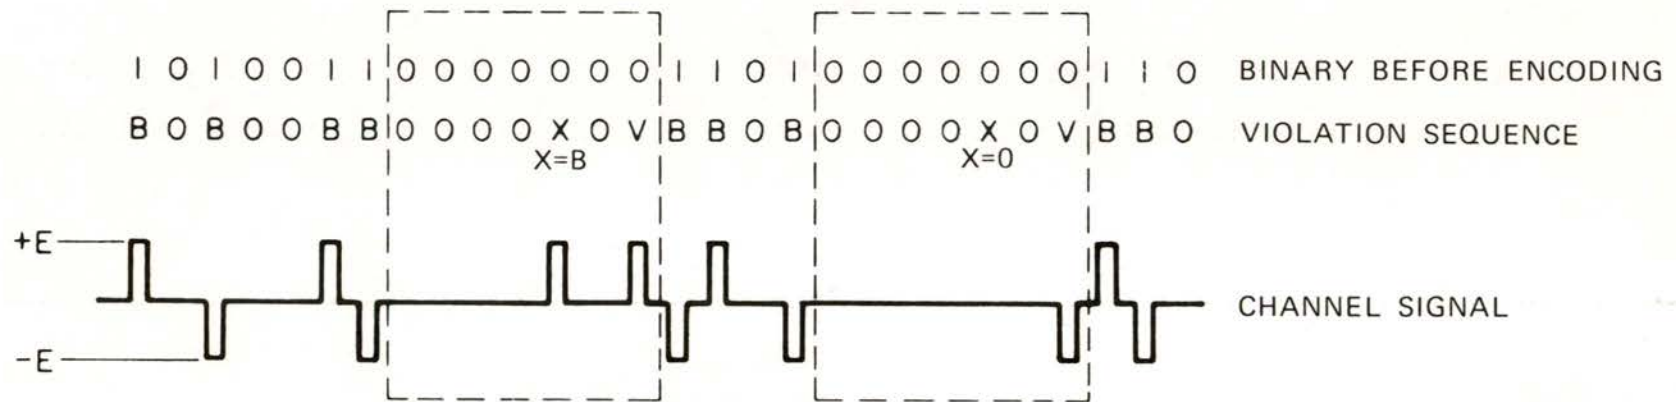 1 0 1 0 0 1 1 0 0 0 0 0 0 0 1 1 0 1 0 0 0 0 0 0 0 1 1 0 BINARY BEFORE ENCODING
B 0 B 0 0 B B 0 0 0 0 X 0 V B B 0 B 0 0 0 0 X 0 V B B 0 VIOLATION SEQUENCE
X=B X=0
+E
CHANNEL SIGNAL
-E